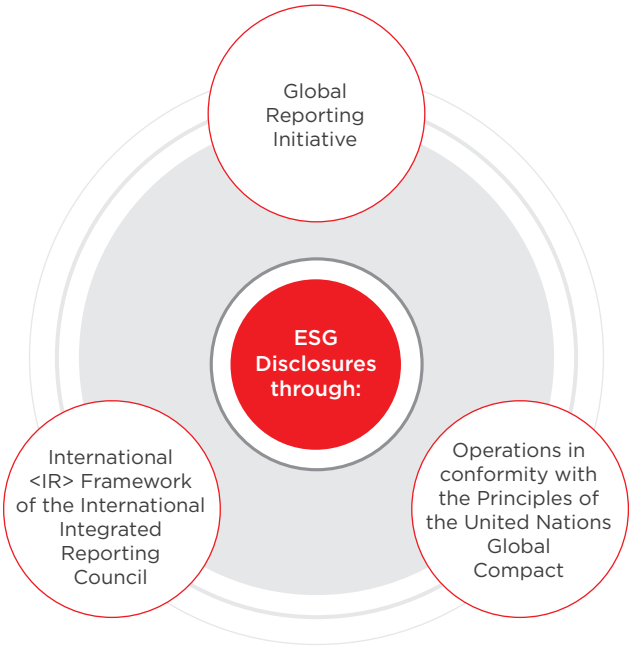 Global
Reporting
Initiative
ESG
Disclosures
through:
International
<IR> Framework
of the International
Integrated
Reporting
Council
Operations in
conformity with
the Principles of
the United Nations
Global
Compact